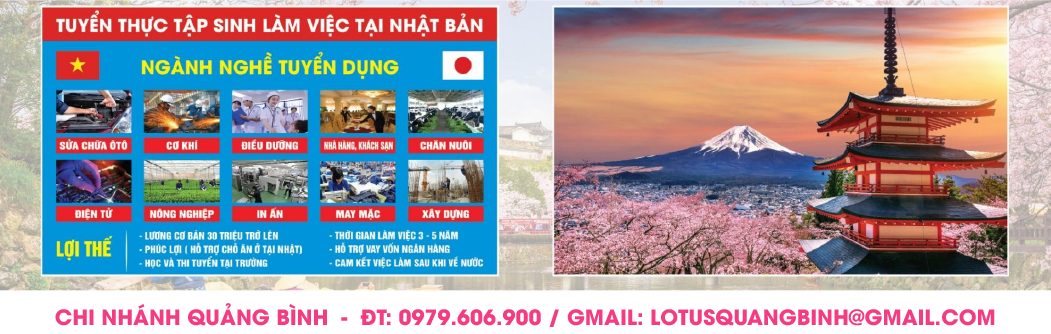 TUYỂN THỰC TẬP SINH LÀM VIỆC TẠI NHẬT BẢN
NGÀNH NGHỀ TUYỂN DỤNG
SỬA CHỮA ÔTÔ
CƠ KHÍ
ĐIỀU DƯỠNG
NHÀ HÀNG, KHÁCH SẠN
CHĂN NUÔI
ĐIỆN TỬ
NÔNG NGHIỆP
IN ẤN
MAY MẶC
XÂY DỰNG
LỢI THẾ
- LƯƠNG CƠ BẢN 30 TRIỆU TRỞ LÊN
- PHÚC LỢI ( HỖ TRỢ CHỖ ĂN Ở TẠI NHẬT)
- HỌC VÀ THI TUYỂN TẠI TRƯỜNG
- THỜI GIAN LÀM VIỆC 3 - 5 NĂM
- HỖ TRỢ VAY VỐN NGÂN HÀNG
- CAM KẾT VIỆC LÀM SAU KHI VỀ NƯỚC
CHI NHÁNH QUẢNG BÌNH - ĐT: 0979.606.900 / GMAIL: LOTUSQUANGBINH@GMAIL.COM